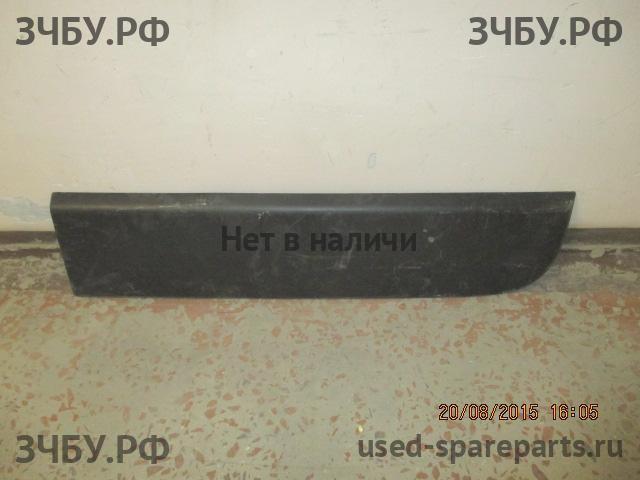 ЗЧБУ.РФ ЗЧБУ.РФ
Нет в наличи
20/08/2015 16:05
ЗЧБУ.РФ used-spareparts.ru